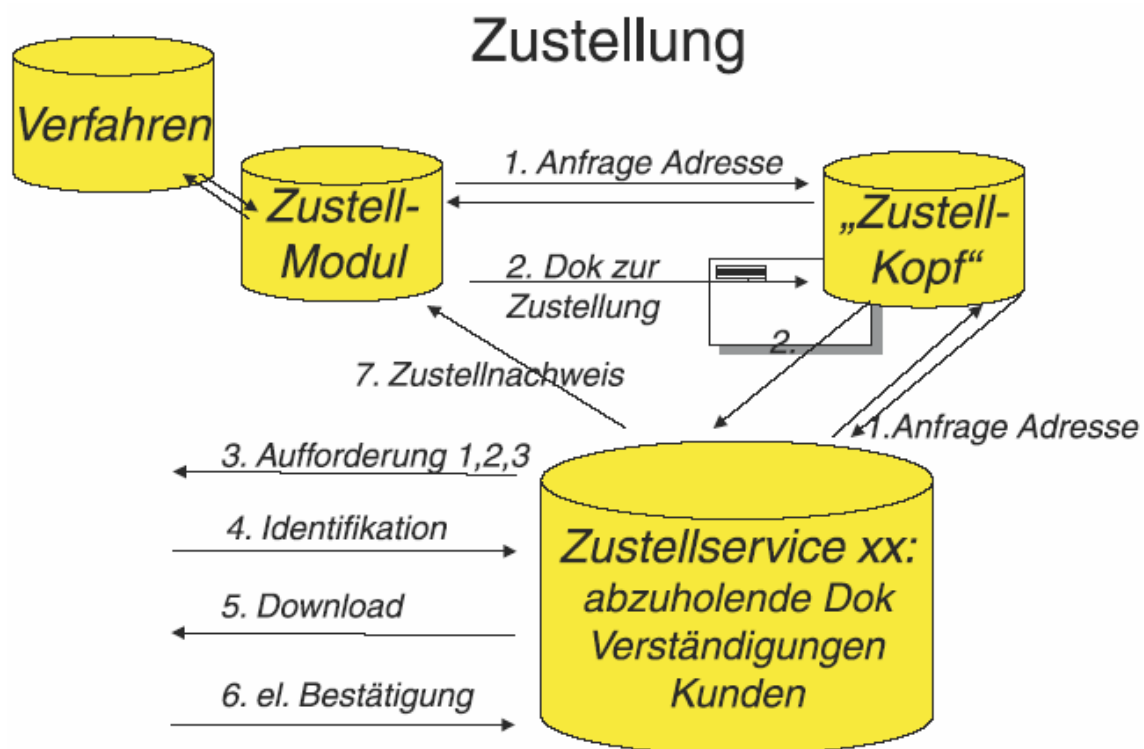 Zustellung
Verfahren
Zustell-
Modul
1. Anfrage Adresse
„Zustell-
Kopf“
2. Dok zur
Zustellung
2.
7. Zustellnachweis
1.Anfrage Adresse
3. Aufforderung 1,2,3
4. Identifikation
5. Download
6. el. Bestätigung
Zustellservice xx:
abzuholende Dok
Verständigungen
Kunden